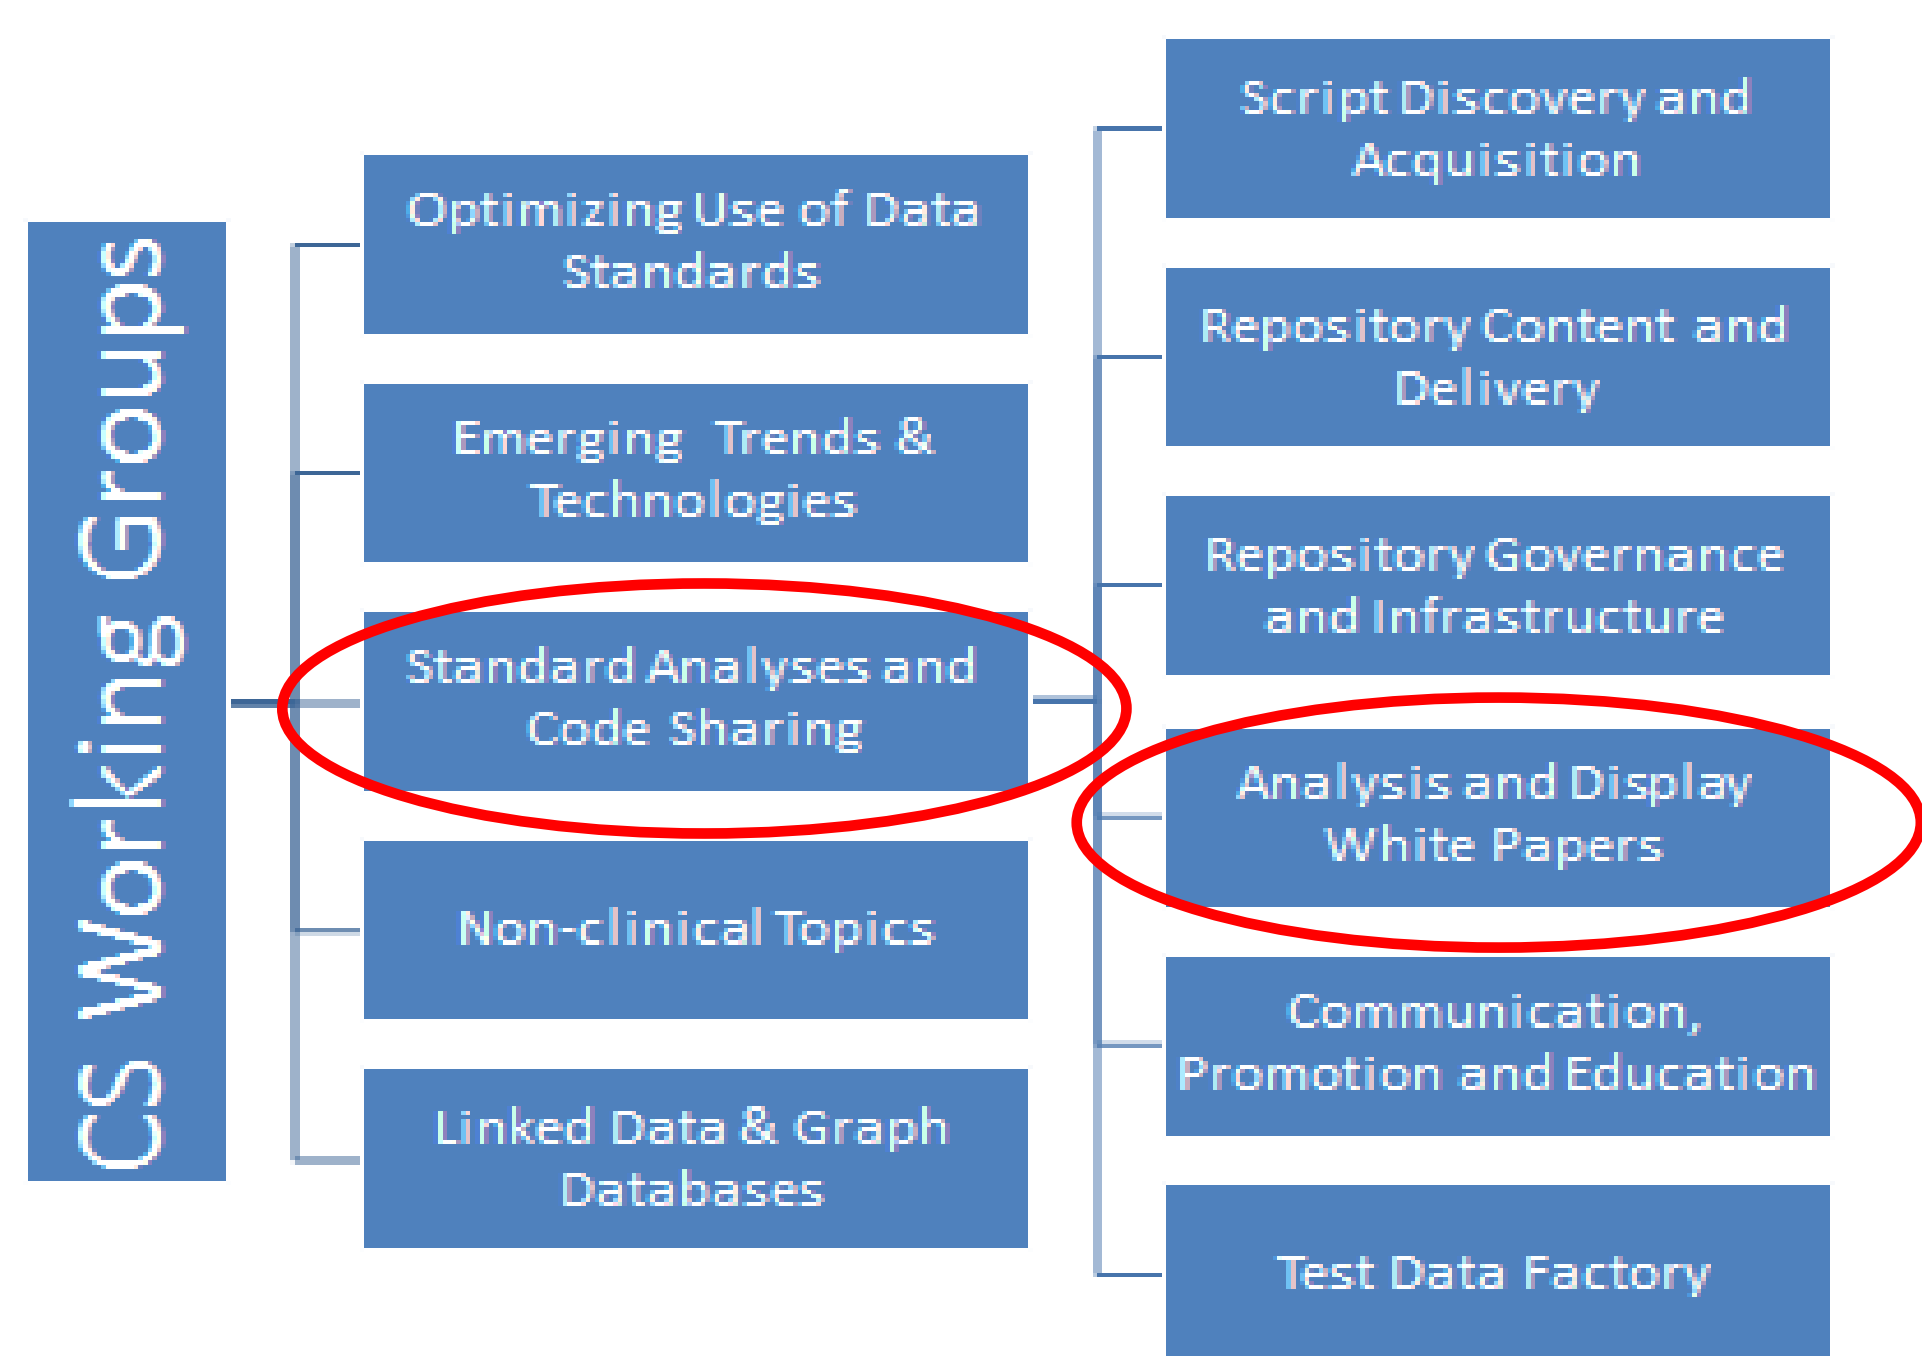 CS Working Groups
Optimizing Use of Data
Standards
Emerging Trends &
Technologies
Standard Analyses and
Code Sharing
Non-clinical Topics
Linked Data & Graph
Databases
Script Discovery and
Acquisition
Repository Content and
Delivery
Repository Governance
and Infrastructure
Analysis and Display
White Papers
Communication,
Promotion and Education
Test Data Factory